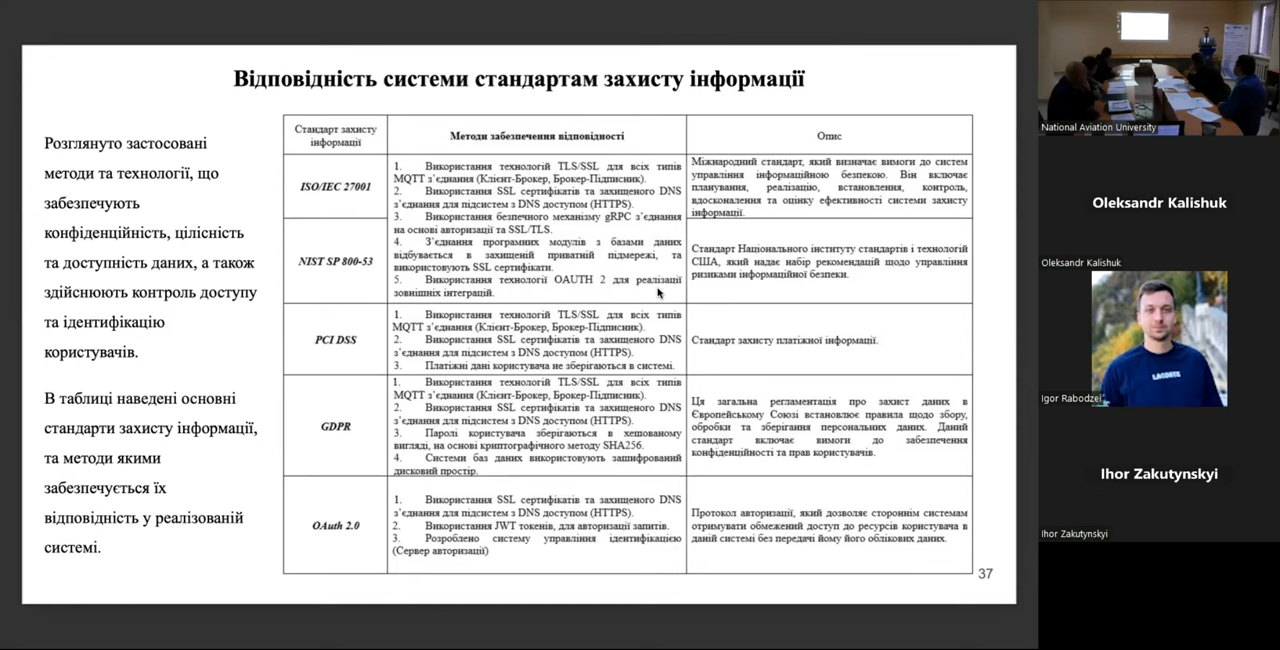 Відповідність системи стандартам захисту інформації
Розглянуто застосовані
методи та технології, що
забезпечують
конфіденційність, цілісність
та доступність даних, а також
здійснюють контроль доступу
та ідентифікацію
користувачів.
В таблиці наведені основні
стандарти захисту інформації,
та методи якими
забезпечується їх
відповідність у реалізованій
системі.
Стандарт захисту
інформації
Методи забезпечення відповідності
Опис
ISO/IEC 27001
1. Використання технологій TLS/SSL для всіх типів
MQTT з’єднання (Клієнт-Брокер, Брокер-Підписник).
2. Використання SSL сертифікатів та захищеного DNS
з’єднання для підсистем з DNS доступом (HTTPS).
3. Використання безпечного механізму gRPC з’єднання
на основі авторизації та SSL/TLS.
4. З’єднання програмних модулів з базами даних
відбувається в захищеній приватній підмережі, та
використовують SSL сертифікати.
5. Використання технології OAUTH 2 для реалізації
зовнішніх інтеграцій.
Міжнародний стандарт, який визначає вимоги до систем
управління інформаційною безпекою. Він включає
планування, реалізацію, встановлення, контроль,
вдосконалення та оцінку ефективності системи захисту
інформації.
NIST SP 800-53
Стандарт Національного інституту стандартів і технологій
США, який надає набір рекомендацій щодо управління
ризиками інформаційної безпеки.
PCI DSS
1. Використання технологій TLS/SSL для всіх типів
MQTT з’єднання (Клієнт-Брокер, Брокер-Підписник).
2. Використання SSL сертифікатів та захищеного DNS
з’єднання для підсистем з DNS доступом (HTTPS).
3. Платіжні дані користувача не зберігаються в системі.
Стандарт захисту платіжної інформації.
GDPR
1. Використання технологій TLS/SSL для всіх типів
MQTT з’єднання (Клієнт-Брокер, Брокер-Підписник).
2. Використання SSL сертифікатів та захищеного DNS
з’єднання для підсистем з DNS доступом (HTTPS).
3. Паролі користувача зберігаються в хешованому
вигляді, на основі криптографічного методу SHA256.
4. Системи баз даних використовують зашифрований
дисковий простір.
Ця загальна регламентація про захист даних в
Європейському Союзі встановлює правила щодо збору,
обробки та зберігання персональних даних. Даний
стандарт включає вимоги до забезпечення
конфіденційності та прав користувачів.
OAuth 2.0
1. Використання SSL сертифікатів та захищеного DNS
з’єднання для підсистем з DNS доступом (HTTPS).
2. Використання JWT токенів, для авторизації запитів.
3. Розроблено систему управління ідентифікацією
(Сервер авторизації)
Протокол авторизації, який дозволяє стороннім системам
отримувати обмежений доступ до ресурсів користувача в
даній системі без передачі йому його облікових даних.
37
National Aviation University
Oleksandr Kalishuk
Oleksandr Kalishuk
LACOSTE
Igor Rabodzei
Ihor Zakutynskyi
Ihor Zakutynskyi